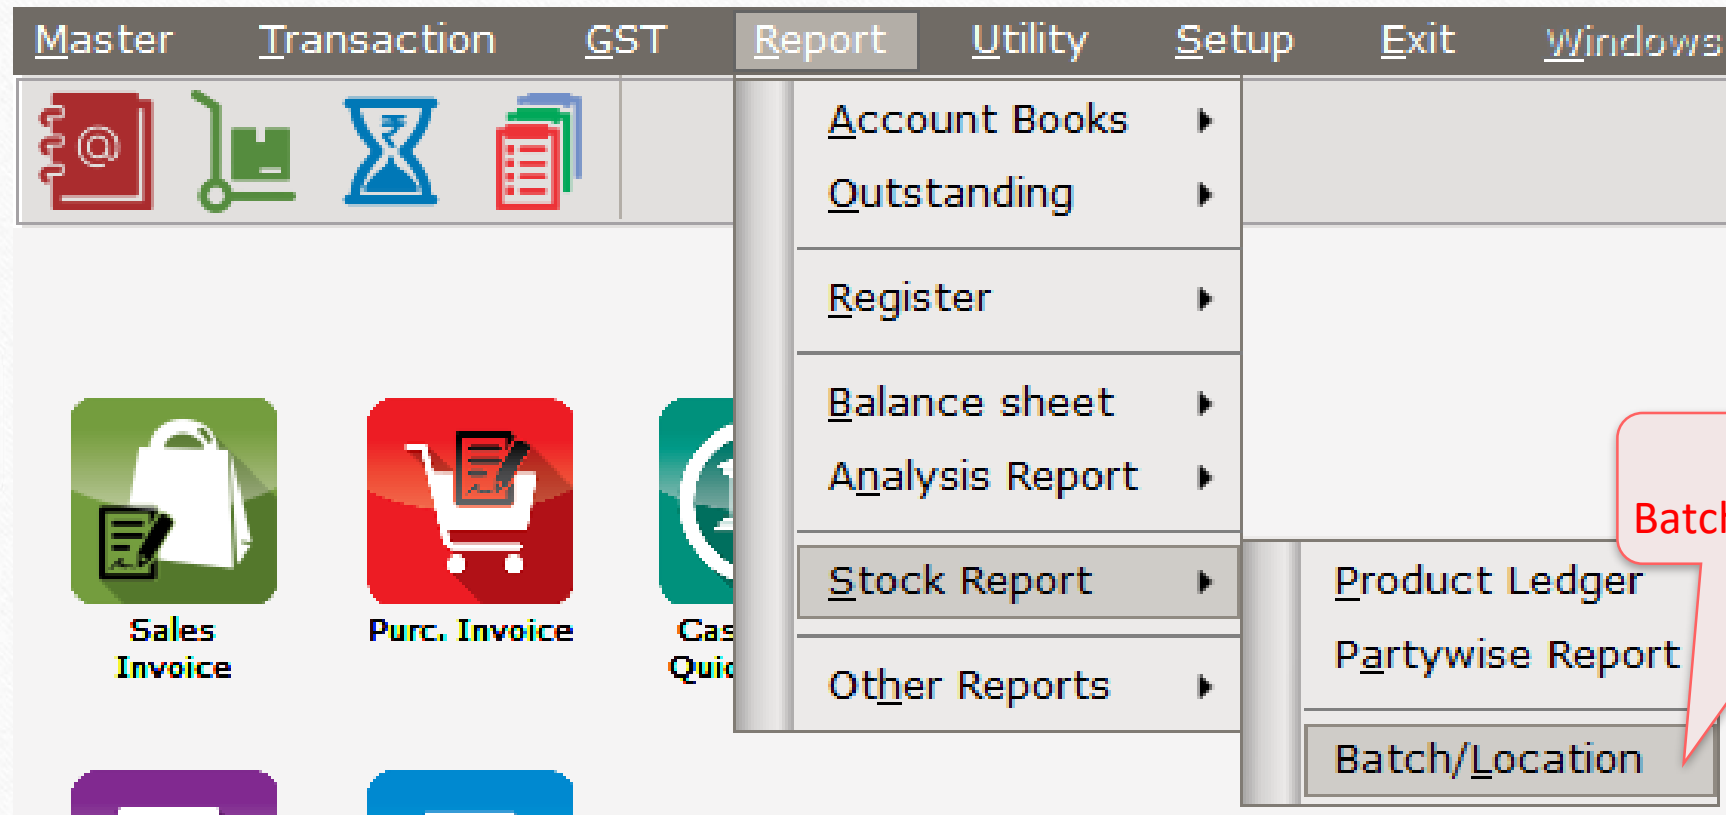 Master Transaction GST Report Utility Setup Exit Windows
@
₹
Account Books
Outstanding
Register
Balance sheet
Analysis Report
Stock Report
Other Reports
Product Ledger
Partywise Report
Batch/Location
Sales
Invoice
Purc. Invoice